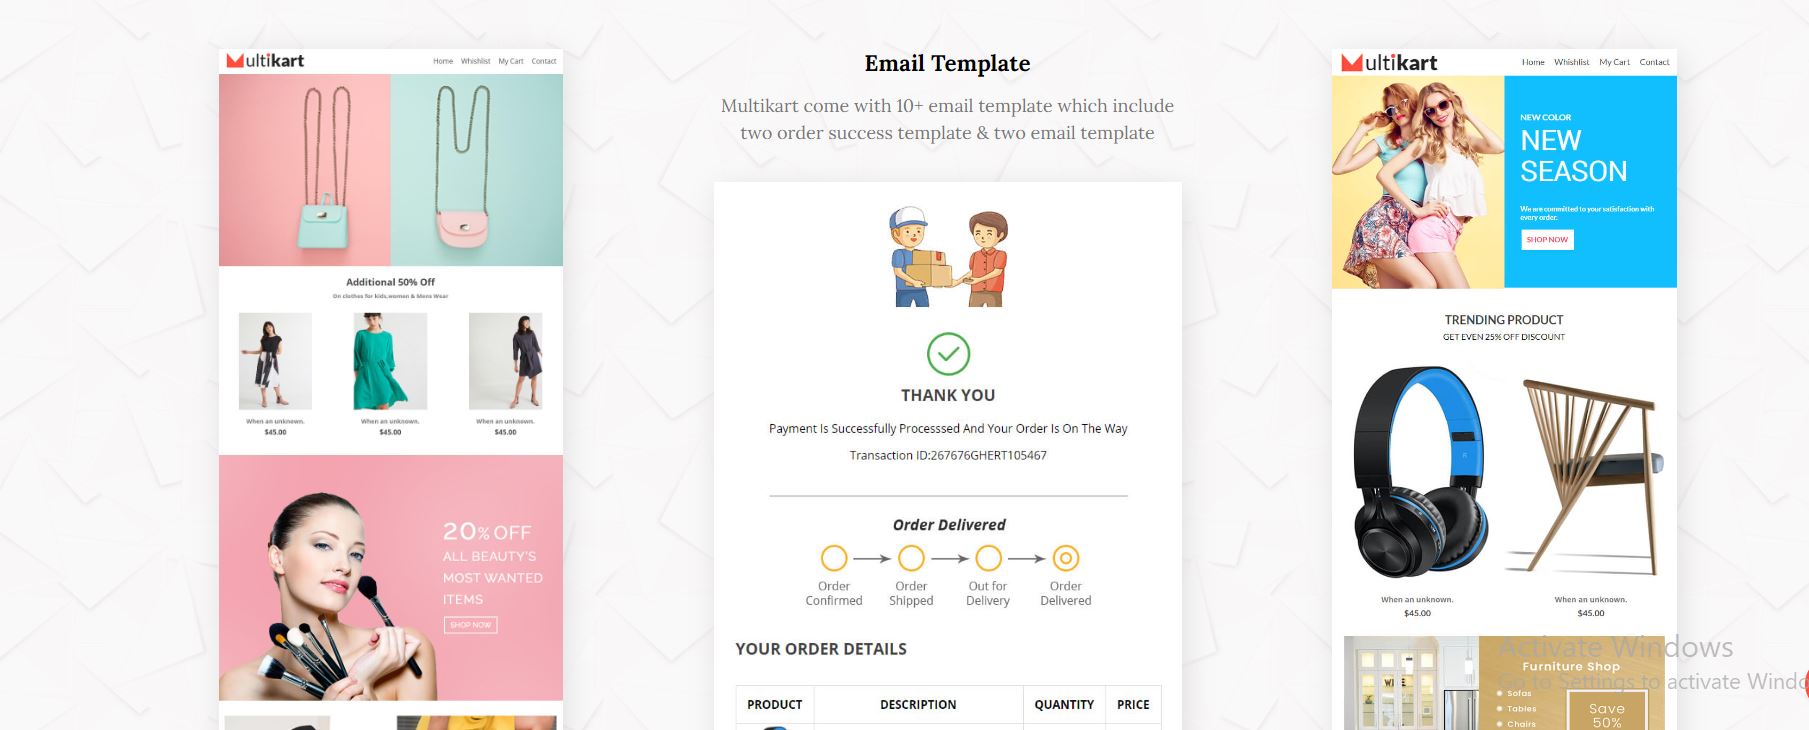 Multikart
Home Whishlist My Cart Contact
Additional 50% Off
On clothes for kids,women & Mens Wear
When an unknown. When an unknown. When an unknown.
$45.00 $45.00 $45.00
20% OFF
ALL BEAUTY'S
MOST WANTED
ITEMS
SHOP NOW
Email Template
Multikart come with 10+ email template which include
two order success template & two email template
THANK YOU
Payment Is Successfully Processsed And Your Order Is On The Way
Transaction ID:267676GHERT105467
Order Delivered
Order Confirmed
Order Shipped
Out for Delivery
Order Delivered
YOUR ORDER DETAILS
PRODUCT DESCRIPTION QUANTITY PRICE
Multikart
Home Whishlist My Cart Contact
NEW COLOR
NEW
SEASON
We are committed to your satisfaction with
every order.
SHOP NOW
TRENDING PRODUCT
GET EVEN 25% OFF DISCOUNT
When an unknown. When an unknown.
$45.00 $45.00
Furniture Shop
Sofas
Tables
Chairs
Save
50%
Activate Windows
Go to Settings to activate Windo